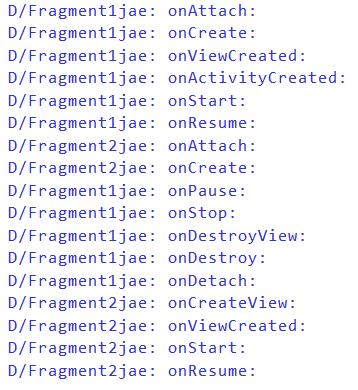 D/Fragment1jae: onAttach:
D/Fragment1jae: onCreate:
D/Fragment1jae: onViewCreated:
D/Fragment1jae: onActivityCreated:
D/Fragment1jae: onStart:
D/Fragment1jae: onResume:
D/Fragment2jae: onAttach:
D/Fragment2jae: onCreate:
D/Fragment1jae: onPause:
D/Fragment1jae: onStop:
D/Fragment1jae: onDestroyView:
D/Fragment1jae: onDestroy:
D/Fragment1jae: onDetach:
D/Fragment2jae: onCreateView:
D/Fragment2jae: onViewCreated:
D/Fragment2jae: onStart:
D/Fragment2jae: onResume: